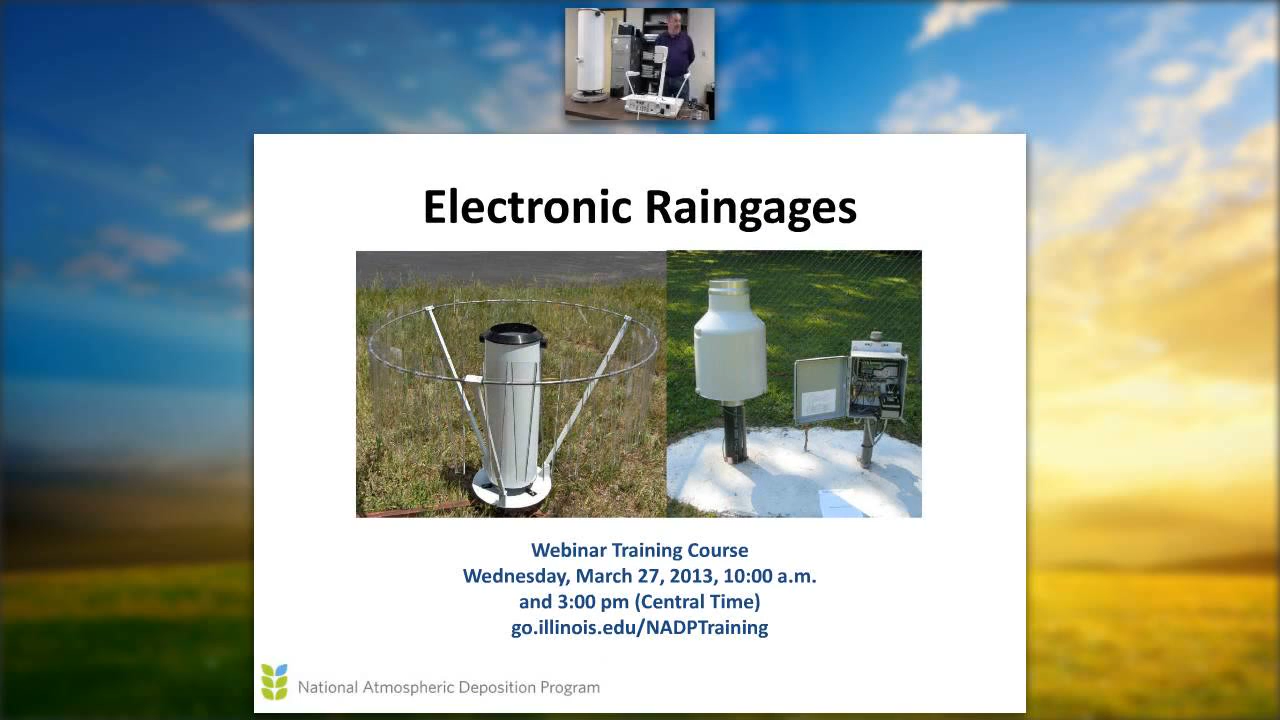 Electronic Raingages
Webinar Training Course
Wednesday, March 27, 2013, 10:00 a.m.
and 3:00 pm (Central Time)
go.illinois.edu/NADPTraining
National Atmospheric Deposition Program